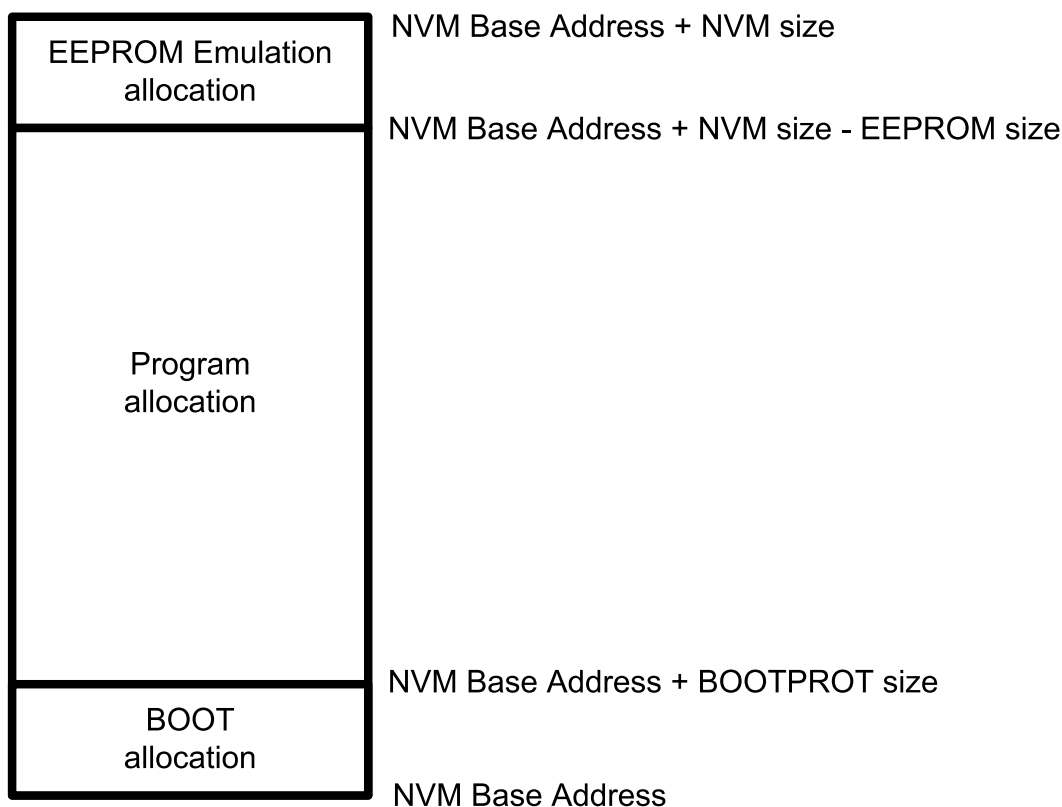 NVM Base Address + NVM size
EEPROM Emulation
allocation
NVM Base Address + NVM size - EEPROM size
Program
allocation
NVM Base Address + BOOTPROT size
BOOT
allocation
NVM Base Address